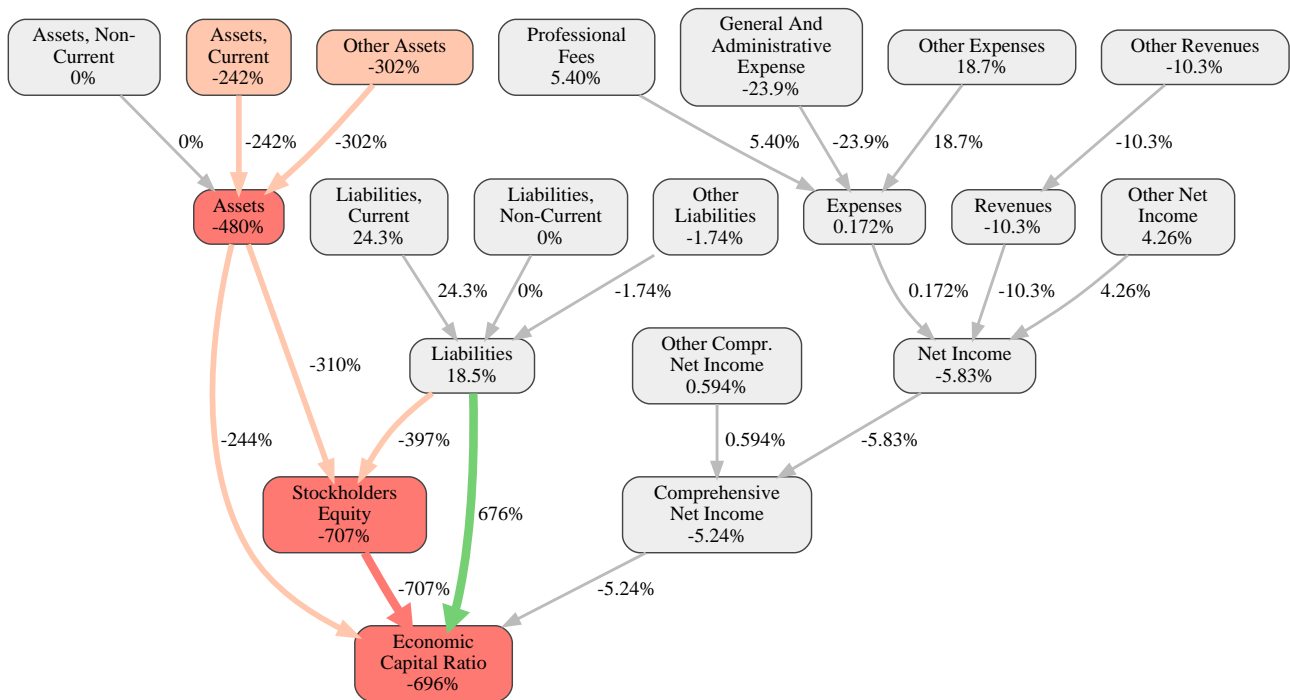 Assets, Non-
Current
0%
Assets,
Current
-242%
Other Assets
-302%
Professional
Fees
5.40%
General And
Administrative
Expense
-23.9%
Other Expenses
18.7%
Other Revenues
-10.3%
0%
-242%
-302%
5.40%
-23.9%
18.7%
-10.3%
Assets
-480%
Liabilities,
Current
24.3%
Liabilities,
Non-Current
0%
Other
Liabilities
-1.74%
Expenses
0.172%
Revenues
-10.3%
Other Net
Income
4.26%
24.3%
0%
-1.74%
0.172%
-10.3%
4.26%
-310%
Liabilities
18.5%
Other Compr.
Net Income
0.594%
Net Income
-5.83%
-244%
-397%
0.594%
-5.83%
Stockholders
Equity
-707%
676%
Comprehensive
Net Income
-5.24%
-707%
-5.24%
Economic
Capital Ratio
-696%